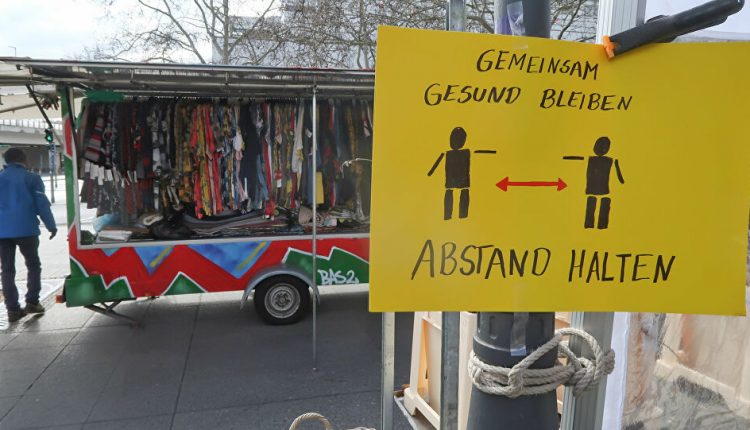 GEMEINSAM
GESUND BLEIBEN
ABSTAND HALTEN
BAS2